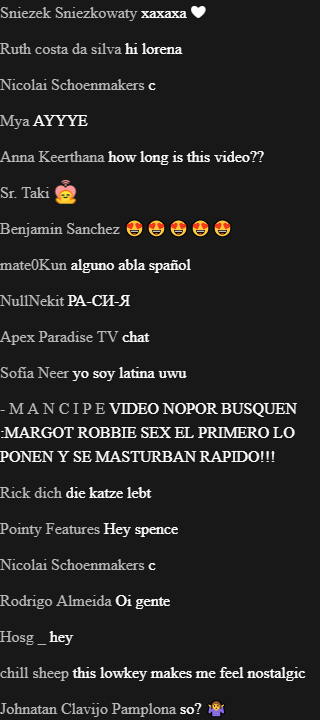 Sniezek Sniezkowaty xaxaxa 🤍
Ruth costa da silva hi lorena
Nicolai Schoenmakers c
Mya AYYYE
Anna Keerthana how long is this video??
Sr. Taki
Benjamin Sanchez 😍😍😍😍😍
mate0Kun alguno abla spañol
NullNekit РА-СИ-Я
Apex Paradise TV chat
Sofía Neer yo soy latina uwu
- M A N C I P E VIDEO NOPOR BUSQUEN
:MARGOT ROBBIE SEX EL PRIMERO LO
PONEN Y SE MASTURBAN RAPIDO!!!
Rick dich die katze lebt
Pointy Features Hey spence
Nicolai Schoenmakers c
Rodrigo Almeida Oi gente
Hosg _ hey
chill sheep this lowkey makes me feel nostalgic
Johnatan Clavijo Pamplona so? 🤷‍♀️